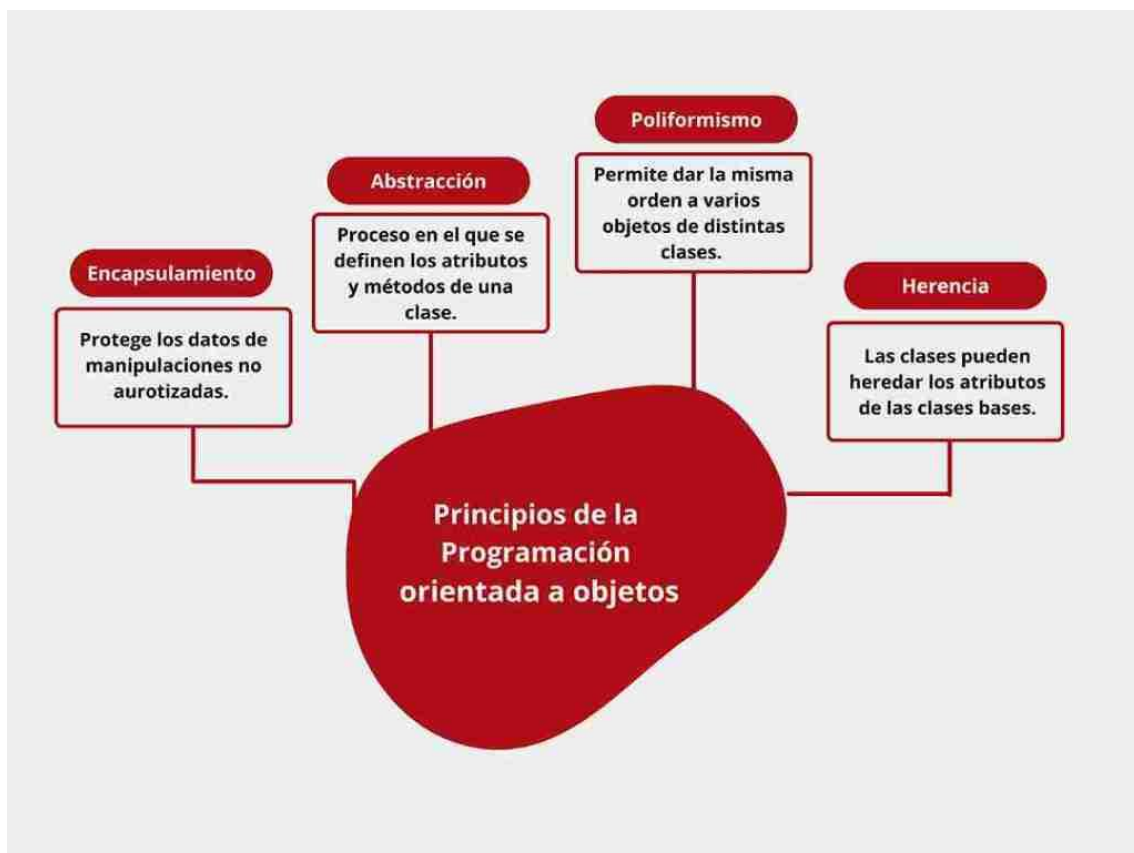 Poliformismo
Permite dar la misma
orden a varios
objetos de distintas
clases.
Abstracción
Proceso en el que se
definen los atributos
y métodos de una
clase.
Encapsulamiento
Protege los datos de
manipulaciones no
aurotizadas.
Herencia
Las clases pueden
heredar los atributos
de las clases bases.
Principios de la
Programación
orientada a objetos